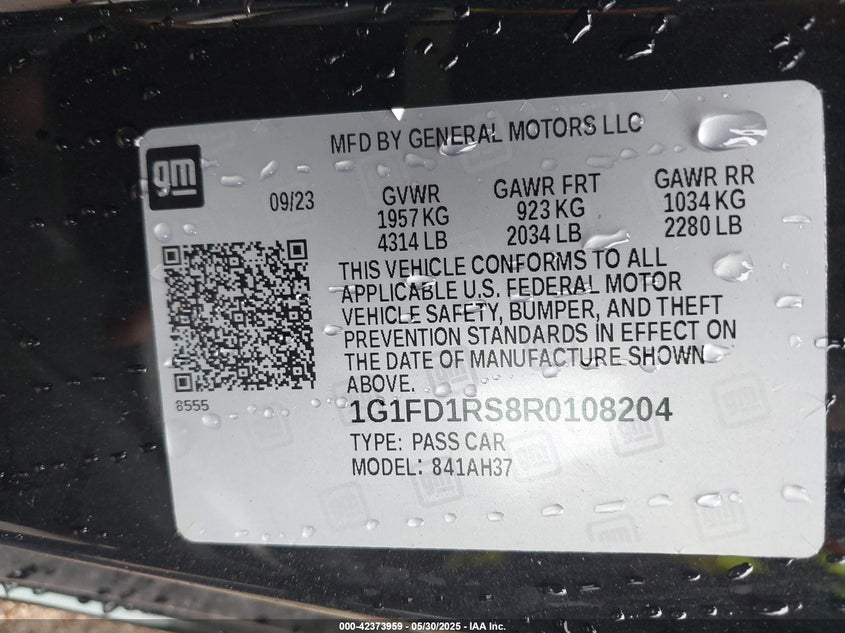 MFD BY GENERAL MOTORS LLC
gm
09/23
GVWR
1957 KG
4314 LB
GAWR FRT
923 KG
2034 LB
GAWR RR
1034 KG
2280 LB
THIS VEHICLE CONFORMS TO ALL
APPLICABLE U.S. FEDERAL MOTOR
VEHICLE SAFETY, BUMPER, AND THEFT
PREVENTION STANDARDS IN EFFECT ON
THE DATE OF MANUFACTURE SHOWN
ABOVE.
8555
1G1FD1RS8R0108204
TYPE: PASS CAR
MODEL: 841AH37
000-42373959 - 05/30/2025 - IAA Inc.